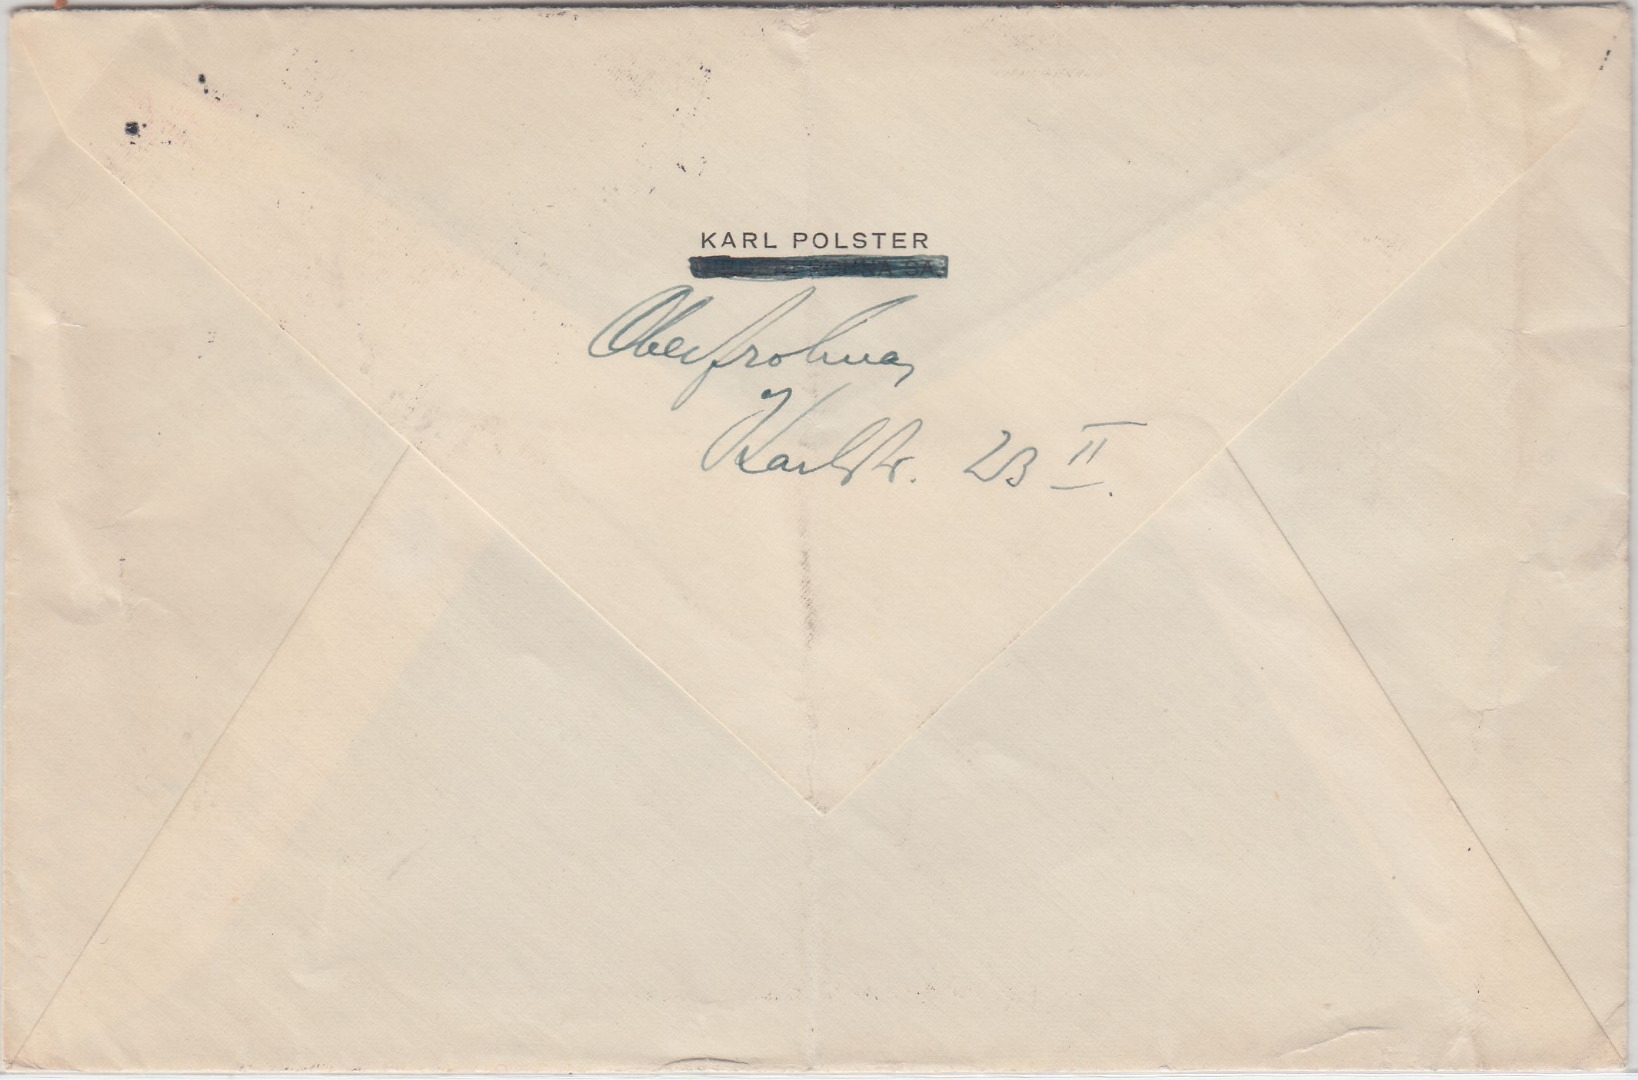 KARL POLSTER
Oberfrohna,
Karlstr. 23 II.